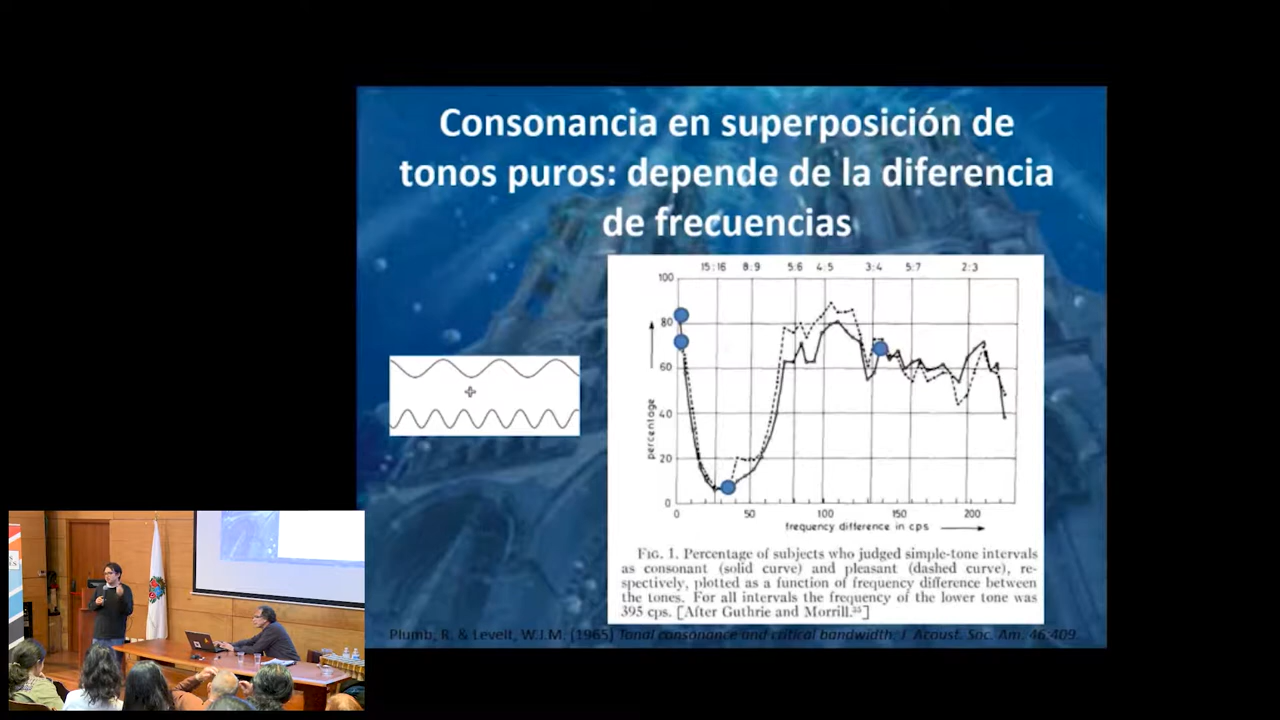 Consonancia en superposición de
tonos puros: depende de la diferencia
de frecuencias
15:16 8:9 5:6 4:5 3:4 5:7 2:3
100
80
60
40
20
0
percentage
0 50 100 150 200
frequency difference in cps
FIG. 1. Percentage of subjects who judged simple-tone intervals
as consonant (solid curve) and pleasant (dashed curve), re-
spectively, plotted as a function of frequency difference between
the tones. For all intervals the frequency of the lower tone was
395 cps. [After Guthrie and Morrill.³⁵]
Plumb, R. & Levelt, W.I.M. (1965) Tonal consonance and critical bandwidth. J Acoust. Soc. Am. 46:409.